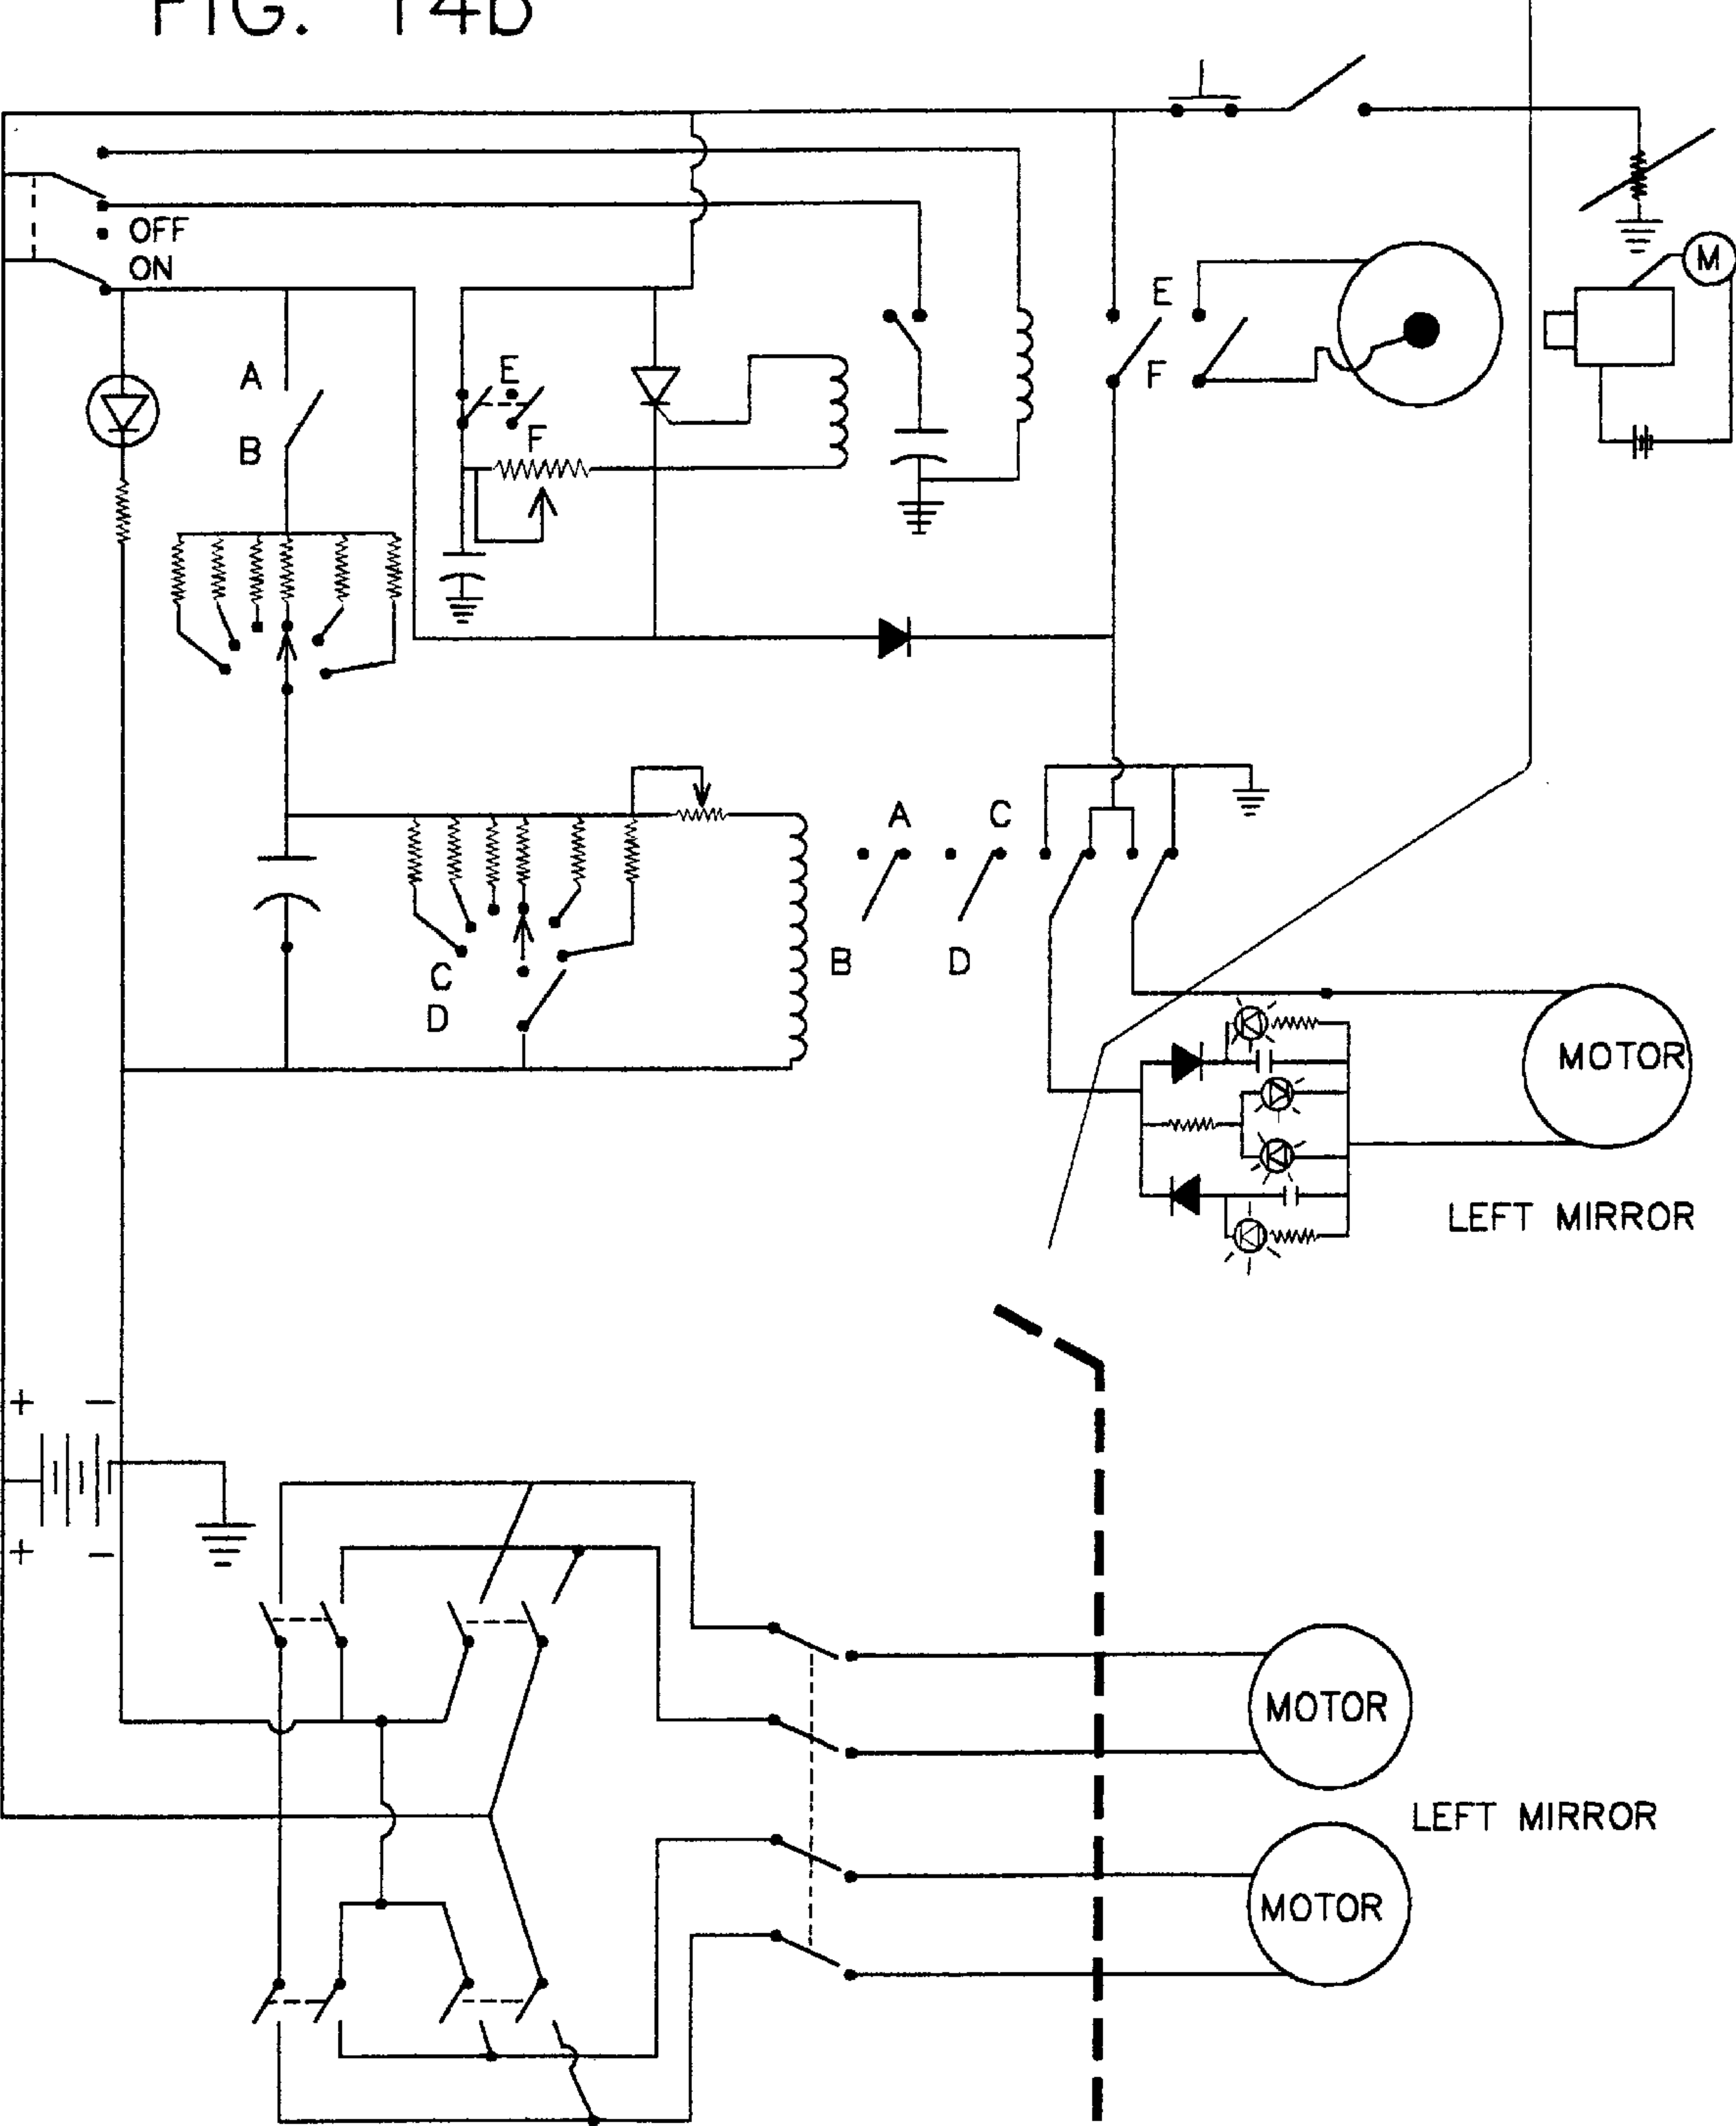 FIG. 14b
OFF
ON
M
E
F
A
B
E
F
A
C
B
D
C
D
MOTOR
LEFT MIRROR
+ −
+ −
MOTOR
LEFT MIRROR
MOTOR